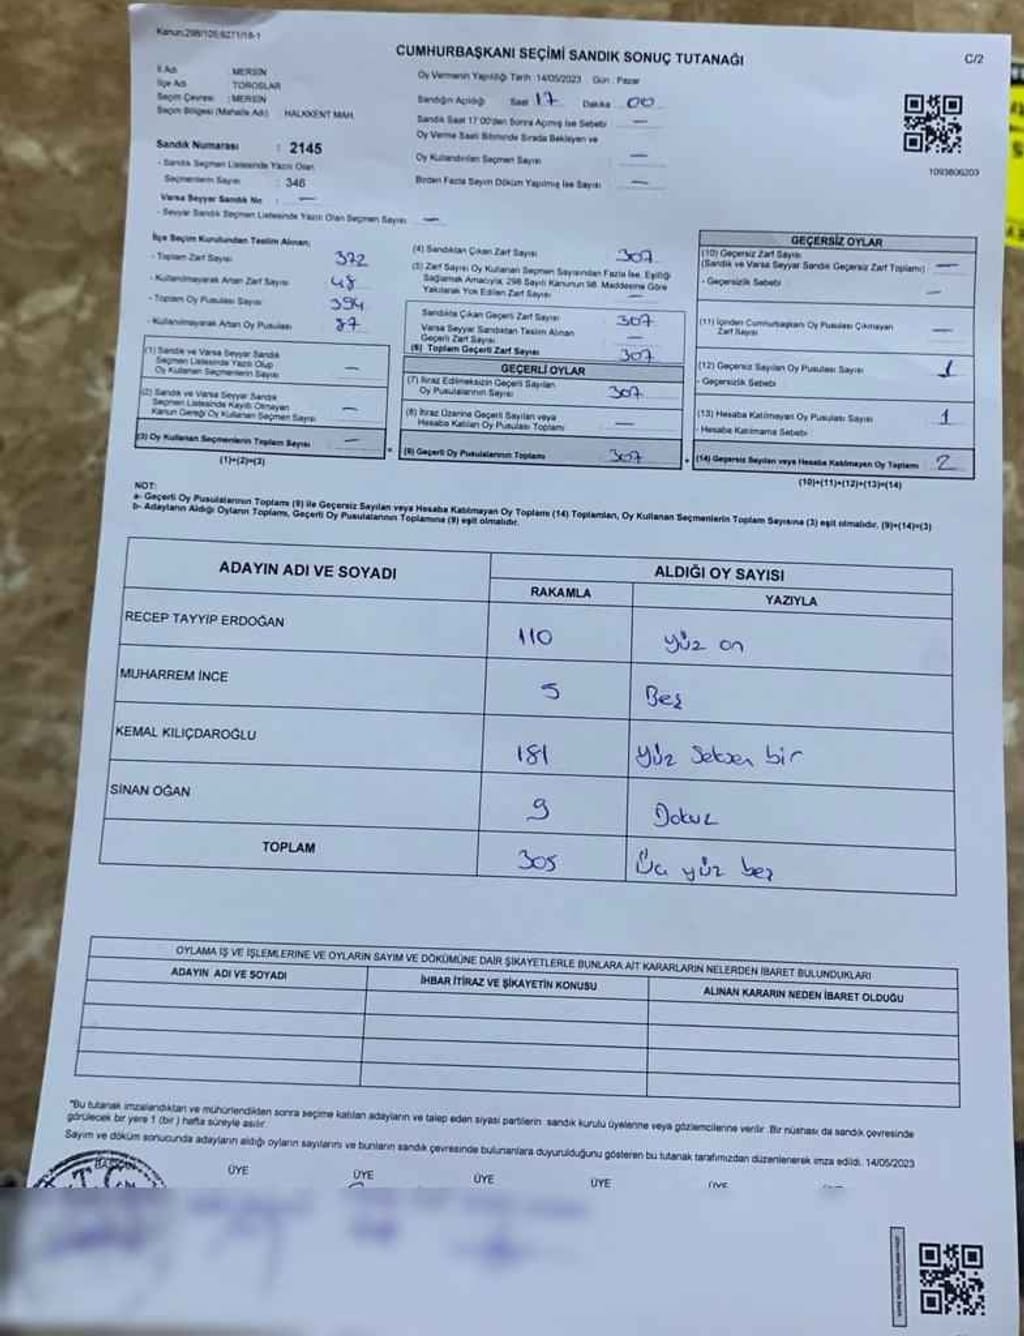 Kanun:298/105;6271/18-1
CUMHURBAŞKANI SEÇİMİ SANDIK SONUÇ TUTANAĞI
C/2
İl Adı : MERSİN
İlçe Adı : TOROSLAR
Seçim Çevresi : MERSİN
Seçim Bölgesi (Mahalle Adı) : HALKKENT MAH.
Sandık Numarası : 2145
- Sandık Seçmen Listesinde Yazılı Olan
Seçmenlerin Sayısı : 346
Varsa Seyyar Sandık No : —
- Seyyar Sandık Seçmen Listesinde Yazılı Olan Seçmen Sayısı : —
Oy Vermenin Yapıldığı Tarih : 14/05/2023 Gün : Pazar
Sandığın Açıldığı Saat 17 Dakika 00
Sandık Saat 17:00'den Sonra Açımış İse Sebebi : —
Oy Verme Saati Bitiminde Sırada Bekleyen ve
Oy Kullandırılan Seçmen Sayısı : —
Birden Fazla Sayım Döküm Yapılmış İse Sayısı : —
1093806203
İlçe Seçim Kurulundan Teslim Alınan;
- Toplam Zarf Sayısı : 372
- Kullanılmayarak Artan Zarf Sayısı : 48
- Toplam Oy Pusulası Sayısı : 394
- Kullanılmayarak Artan Oy Pusulası : 87
(1) Sandık ve Varsa Seyyar Sandık
Seçmen Listesinde Yazılı Olup
Oy Kullanan Seçmenlerin Sayısı —
(2) Sandık ve Varsa Seyyar Sandık
Seçmen Listesinde Kayıtlı Olmayan
Kanun Gereği Oy Kullanan Seçmen Sayısı —
(3) Oy Kullanan Seçmenlerin Toplam Sayısı —
(1)+(2)=(3)
(4) Sandıktan Çıkan Zarf Sayısı 307
(5) Zarf Sayısı Oy Kullanan Seçmen Sayısından Fazla İse, Eşitliği
Sağlamak Amacıyla, 298 Sayılı Kanunun 98. Maddesine Göre
Yakılarak Yok Edilen Zarf Sayısı —
Sandıkta Çıkan Geçerli Zarf Sayısı 307
Varsa Seyyar Sandıktan Teslim Alınan
Geçerli Zarf Sayısı —
(6) Toplam Geçerli Zarf Sayısı 307
GEÇERLİ OYLAR
(7) İtiraz Edilmeksizin Geçerli Sayılan
Oy Pusulalarının Sayısı 307
(8) İtiraz Üzerine Geçerli Sayılan veya
Hesaba Katılan Oy Pusulası Toplamı —
(9) Geçerli Oy Pusulalarının Toplamı 307
GEÇERSİZ OYLAR
(10) Geçersiz Zarf Sayısı
(Sandık ve Varsa Seyyar Sandık Geçersiz Zarf Toplamı) —
- Geçersizlik Sebebi —
(11) İçinden Cumhurbaşkanı Oy Pusulası Çıkmayan
Zarf Sayısı —
(12) Geçersiz Sayılan Oy Pusulası Sayısı 1
- Geçersizlik Sebebi
(13) Hesaba Katılmayan Oy Pusulası Sayısı 1
- Hesaba Katılmama Sebebi
(14) Geçersiz Sayılan veya Hesaba Katılmayan Oy Toplamı 2
(10)+(11)+(12)+(13)=(14)
NOT:
a- Geçerli Oy Pusulalarının Toplamı (9) ile Geçersiz Sayılan veya Hesaba Katılmayan Oy Toplamı (14) Toplamları, Oy Kullanan Seçmenlerin Toplam Sayısına (3) eşit olmalıdır. (9)+(14)=(3)
b- Adayların Aldığı Oyların Toplamı, Geçerli Oy Pusulalarının Toplamına (9) eşit olmalıdır.
ADAYIN ADI VE SOYADI ALDIĞI OY SAYISI
RAKAMLA YAZIYLA
RECEP TAYYİP ERDOĞAN 110 yüz on
MUHARREM İNCE 5 Beş
KEMAL KILIÇDAROĞLU 181 yüz seksen bir
SİNAN OĞAN 9 Dokuz
TOPLAM 305 Üç yüz beş
OYLAMA İŞ VE İŞLEMLERİNE VE OYLARIN SAYIM VE DÖKÜMÜNE DAİR ŞİKAYETLERLE BUNLARA AİT KARARLARIN NELERDEN İBARET BULUNDUKLARI
ADAYIN ADI VE SOYADI İHBAR İTİRAZ VE ŞİKAYETİN KONUSU ALINAN KARARIN NEDEN İBARET OLDUĞU
"Bu tutanak imzalandıktan ve mühürlendikten sonra seçime katılan adayların ve talep eden siyasi partilerin sandık kurulu üyelerine veya gözlemcilerine verilir. Bir nüshası da sandık çevresinde
görülecek bir yere 1 (bir) hafta süreyle asılır.
Sayım ve döküm sonucunda adayların aldığı oyların sayılarını ve bunların sandık çevresinde bulunanlara duyurulduğunu gösteren bu tutanak tarafımızdan düzenlenerek imza edildi. 14/05/2023
BAŞKAN ÜYE ÜYE ÜYE ÜYE ÜYE